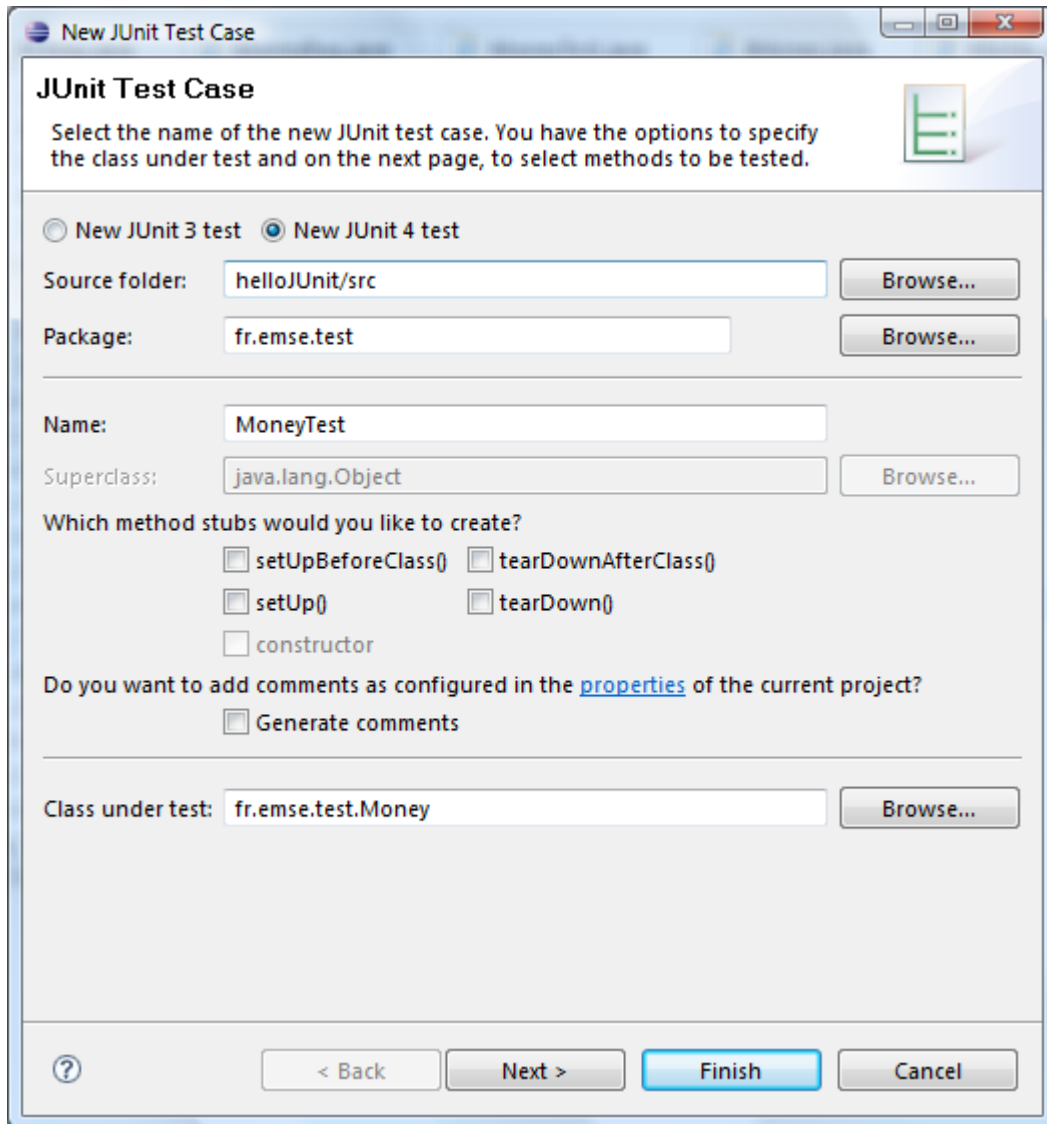 New JUnit Test Case
JUnit Test Case
Select the name of the new JUnit test case. You have the options to specify
the class under test and on the next page, to select methods to be tested.
New JUnit 3 test New JUnit 4 test
Source folder: helloJUnit/src Browse...
Package: fr.emse.test Browse...
Name: MoneyTest
Superclass: java.lang.Object Browse...
Which method stubs would you like to create?
setUpBeforeClass() tearDownAfterClass()
setUp() tearDown()
constructor
Do you want to add comments as configured in the properties of the current project?
Generate comments
Class under test: fr.emse.test.Money Browse...
? < Back Next > Finish Cancel